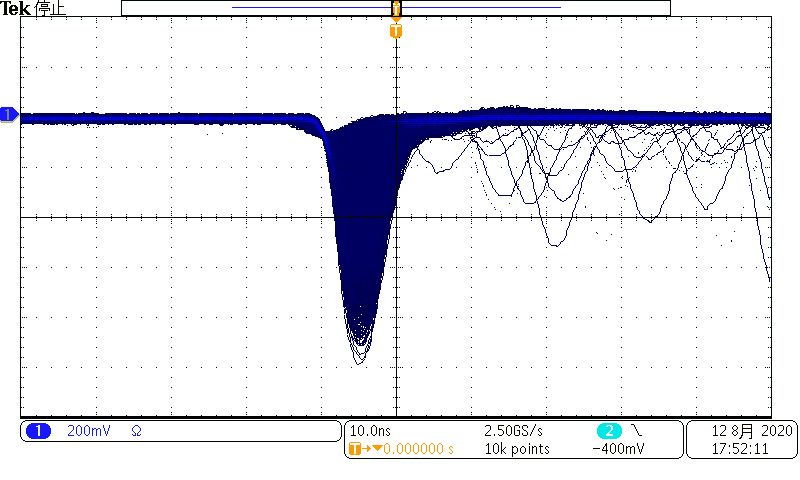 Tek 停止
T
T
1
1 200mV Ω
10.0ns 2.50GS/s 2 -400mV
T→▼0.000000 s 10k points
12 8月 2020
17:52:11